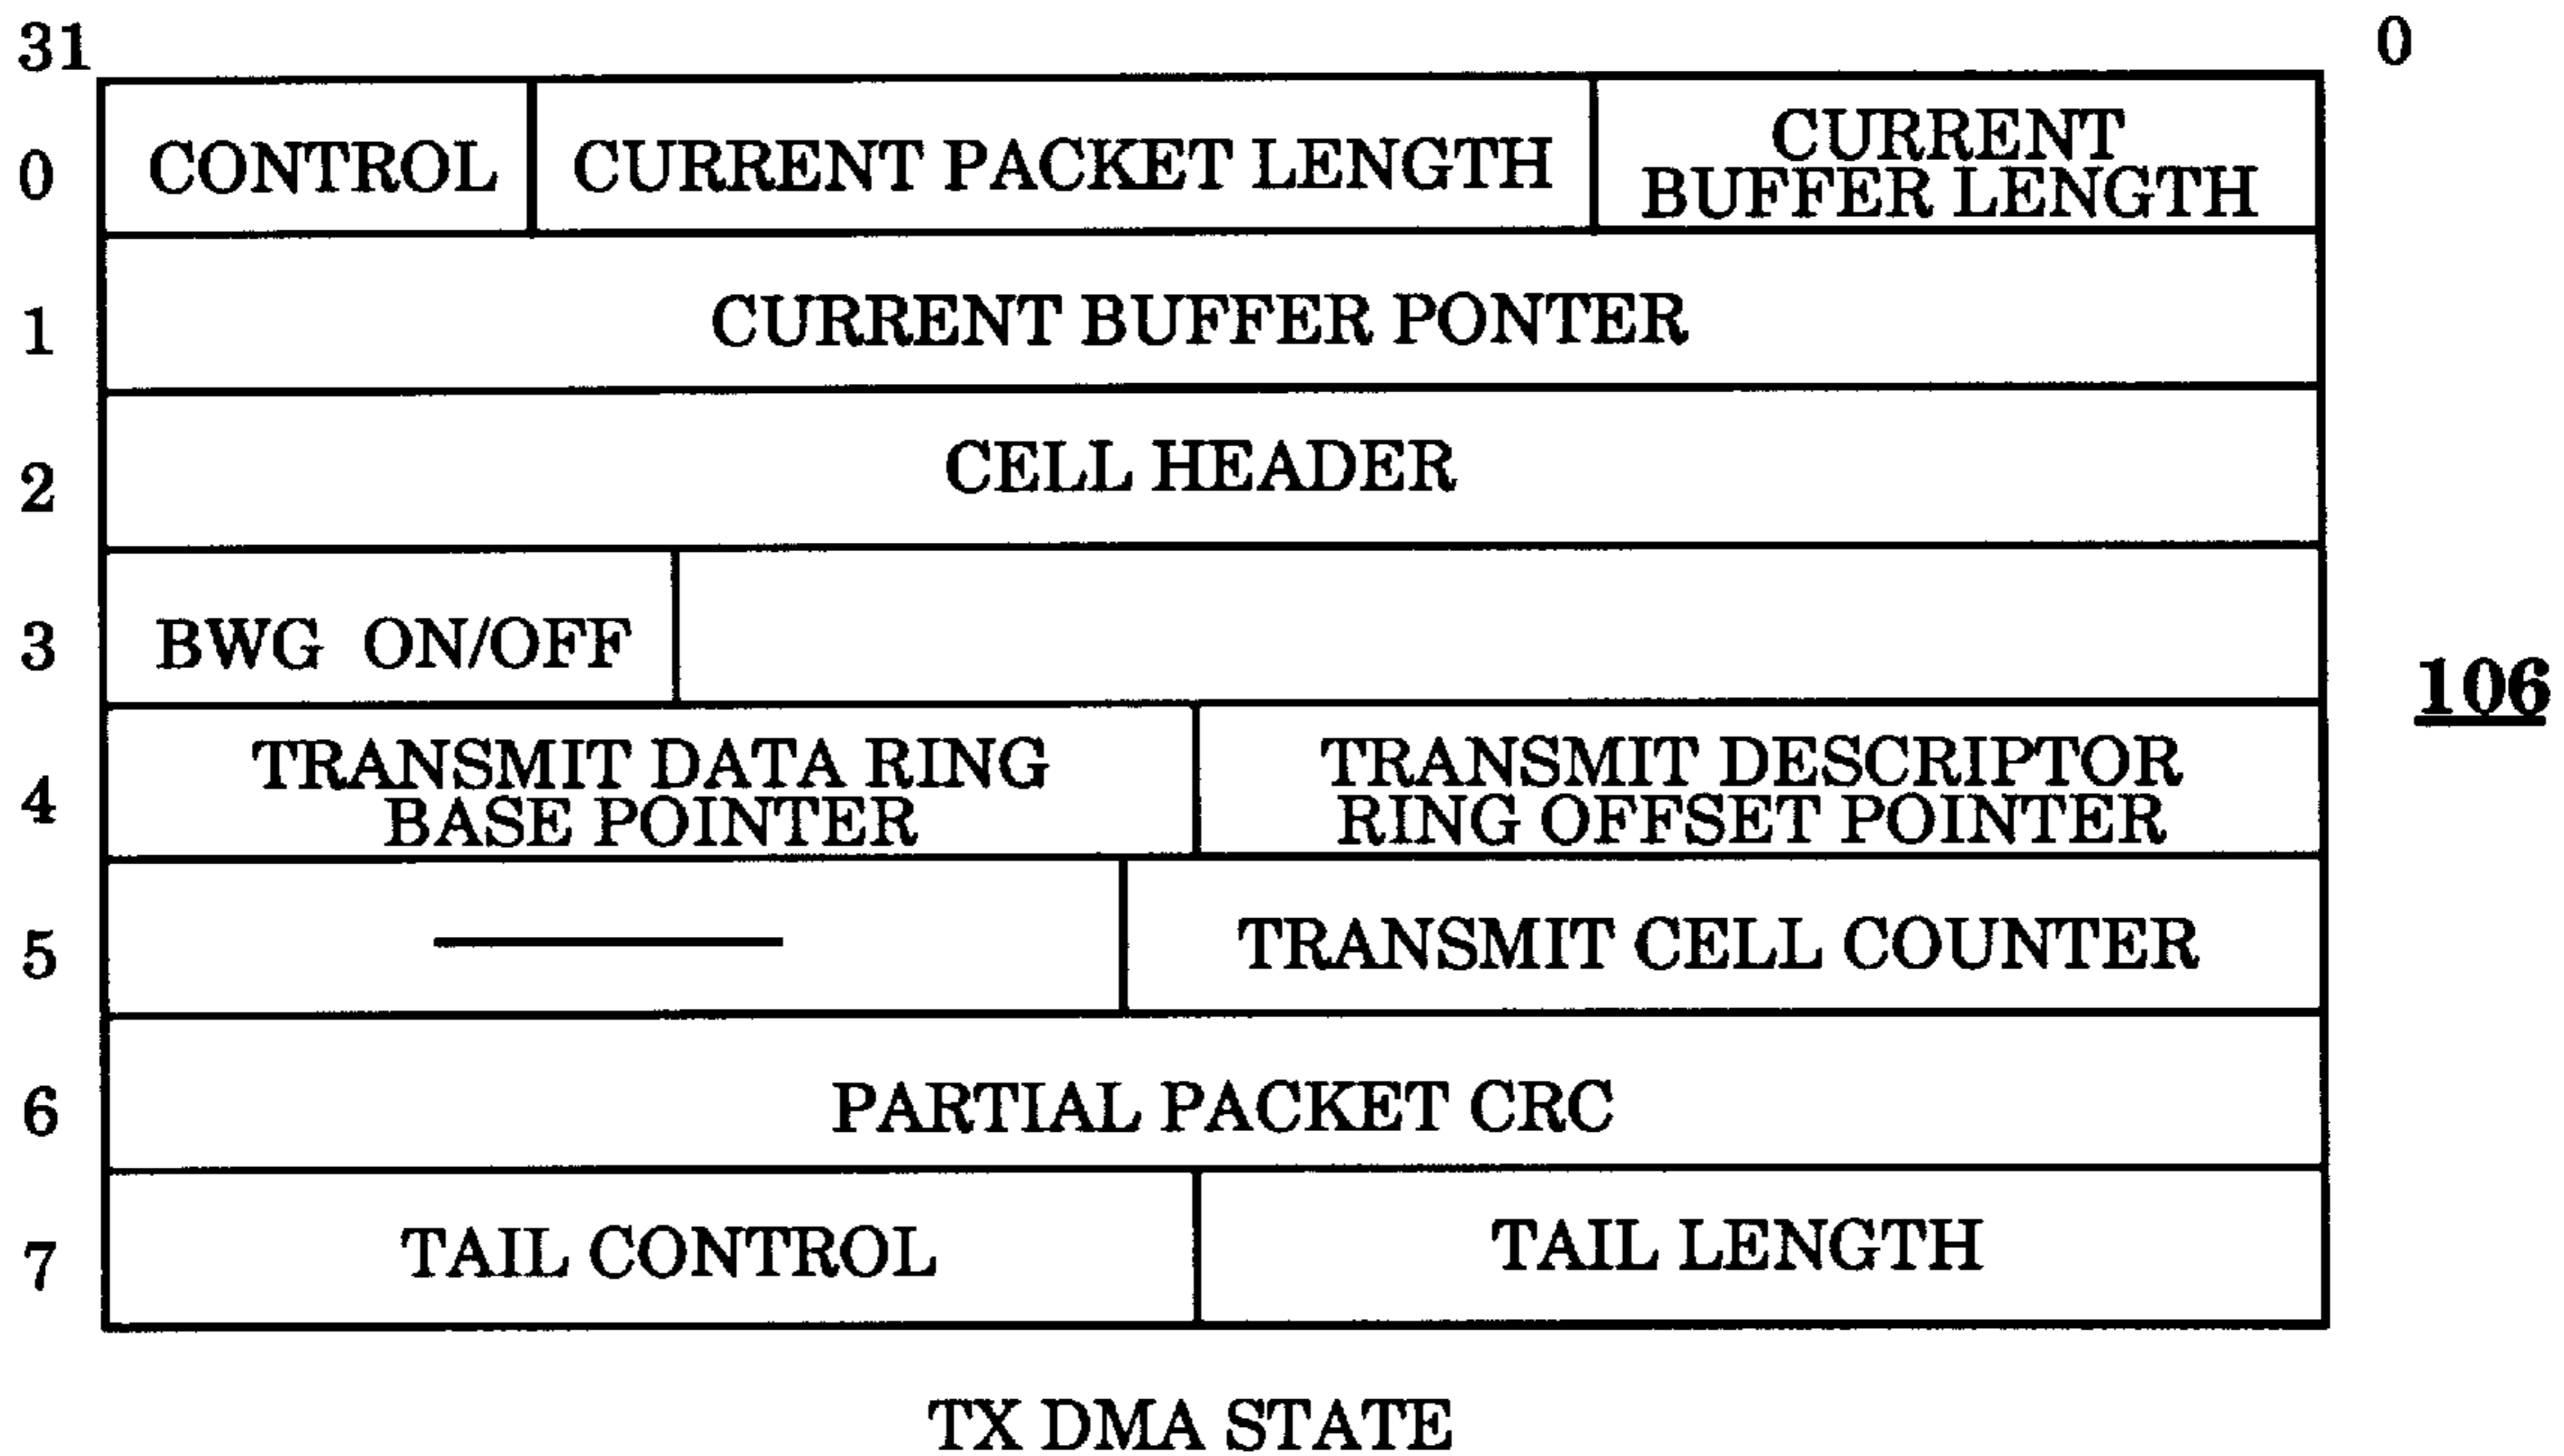 31 0
0 CONTROL CURRENT PACKET LENGTH CURRENT
BUFFER LENGTH
1 CURRENT BUFFER PONTER
2 CELL HEADER
3 BWG ON/OFF
106
4 TRANSMIT DATA RING
BASE POINTER
TRANSMIT DESCRIPTOR
RING OFFSET POINTER
5 TRANSMIT CELL COUNTER
6 PARTIAL PACKET CRC
7 TAIL CONTROL TAIL LENGTH
TX DMA STATE